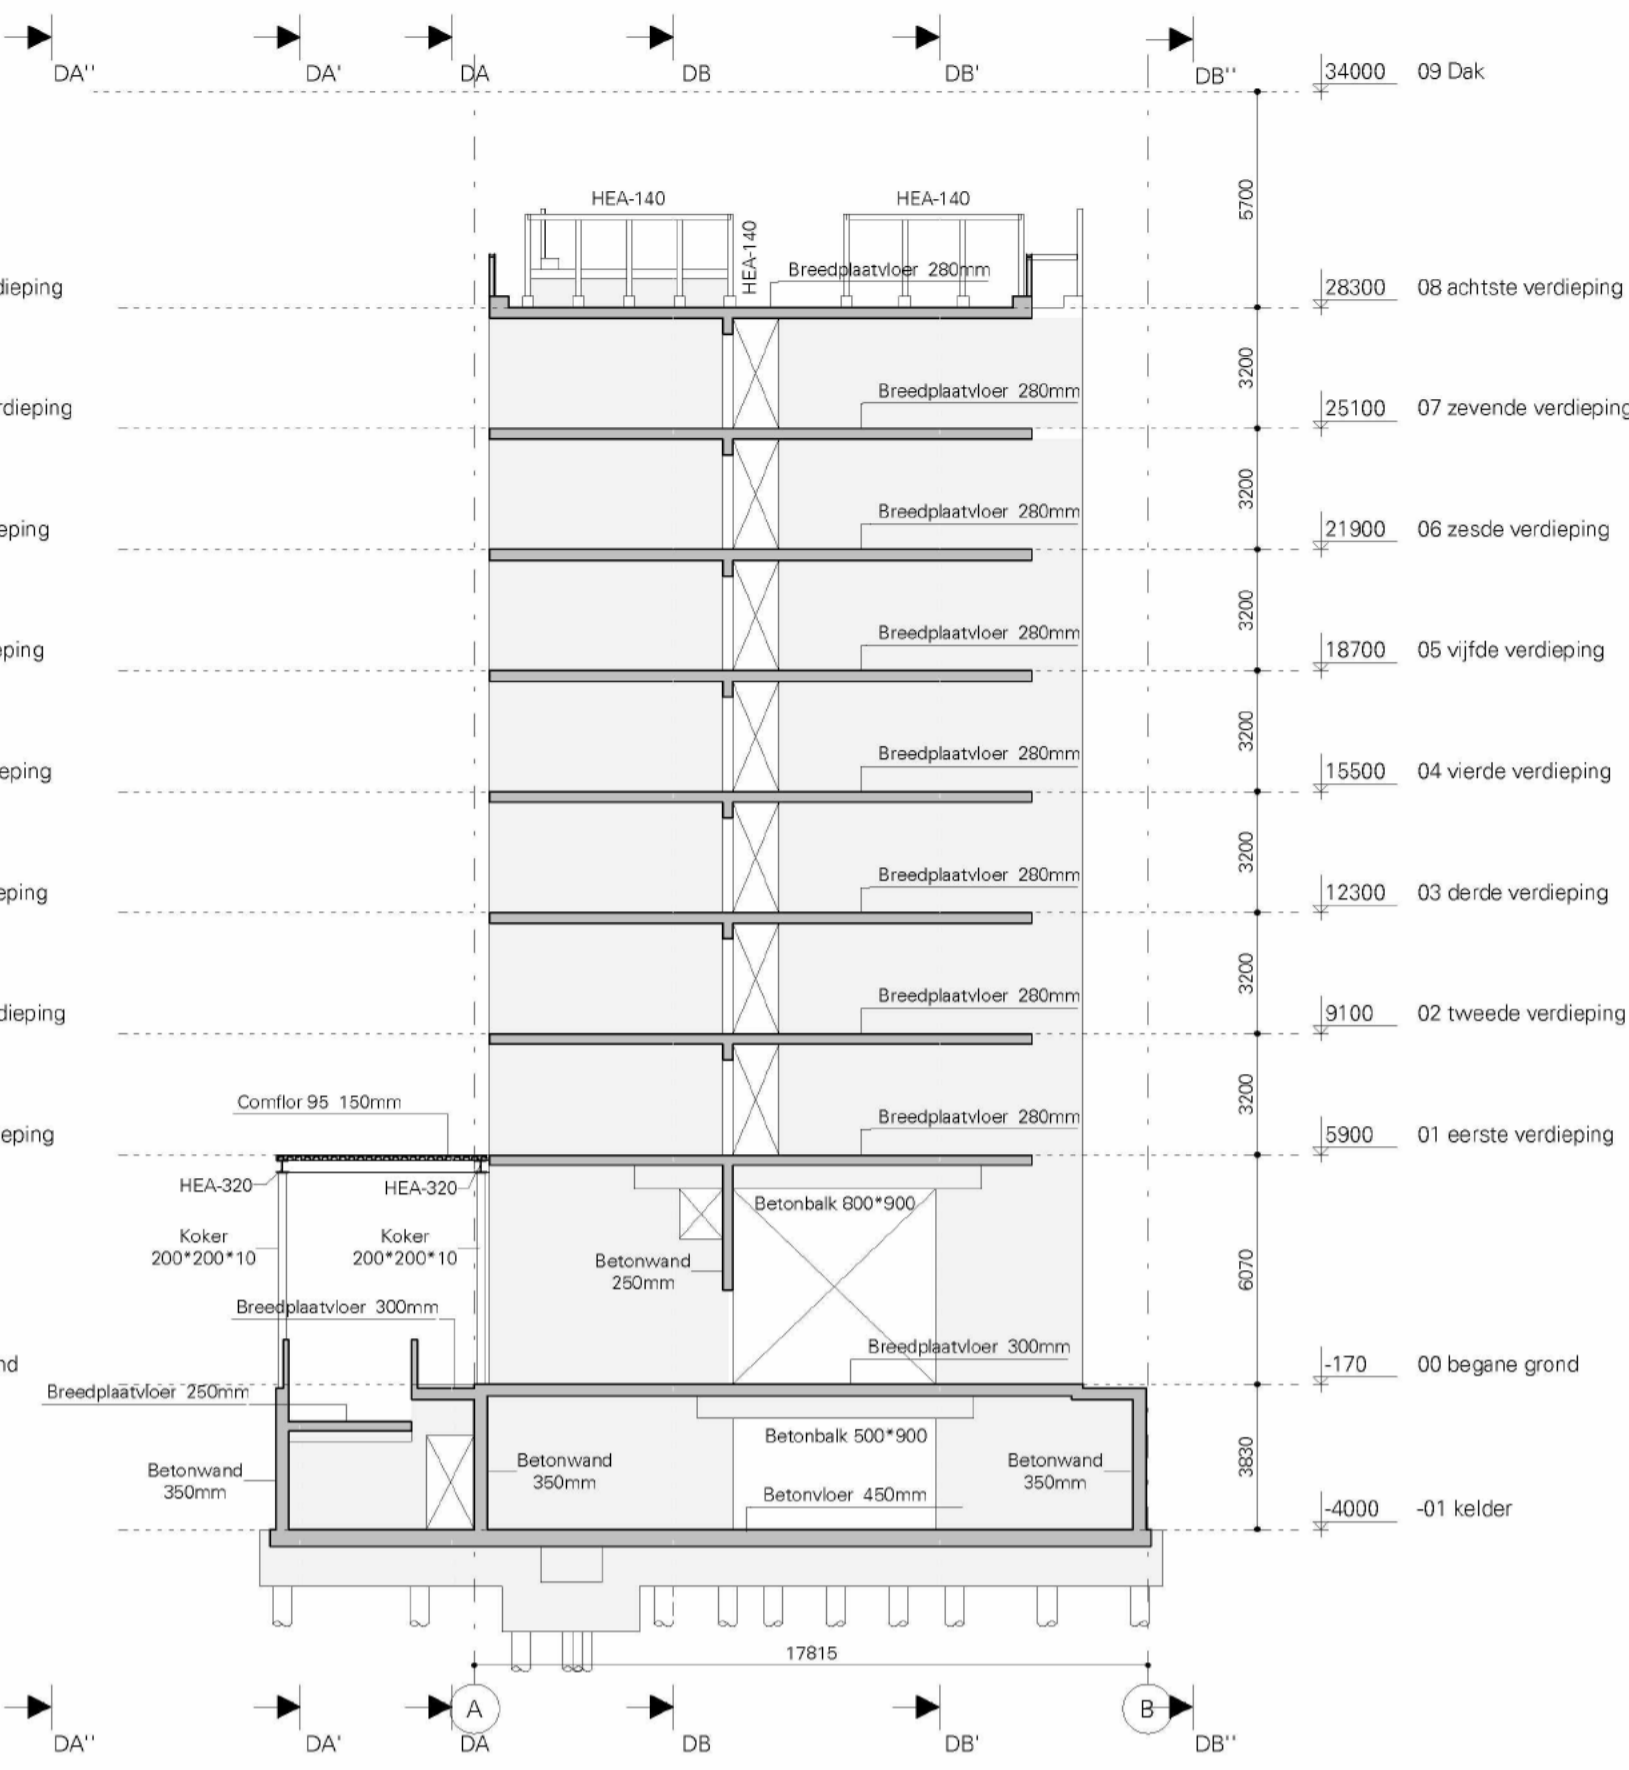 DA'' DA' DA DB DB' DB''
34000 09 Dak
5700
HEA-140 HEA-140
HEA-140
Breedplaatvloer 280mm
dieping 28300 08 achtste verdieping
3200
Breedplaatvloer 280mm
rdieping 25100 07 zevende verdieping
3200
Breedplaatvloer 280mm
eping 21900 06 zesde verdieping
3200
Breedplaatvloer 280mm
eping 18700 05 vijfde verdieping
3200
Breedplaatvloer 280mm
eping 15500 04 vierde verdieping
3200
Breedplaatvloer 280mm
eping 12300 03 derde verdieping
3200
Breedplaatvloer 280mm
dieping 9100 02 tweede verdieping
3200
Comflor 95 150mm
Breedplaatvloer 280mm
eping 5900 01 eerste verdieping
HEA-320 HEA-320
Betonbalk 800*900
Koker
200*200*10
Koker
200*200*10
Betonwand
250mm
6070
Breedplaatvloer 300mm
Breedplaatvloer 300mm
nd -170 00 begane grond
Breedplaatvloer 250mm
Betonbalk 500*900
Betonwand
350mm
Betonwand
350mm
Betonwand
350mm
3830
Betonvloer 450mm
-4000 -01 kelder
17815
A B
DA'' DA' DA DB DB' DB''